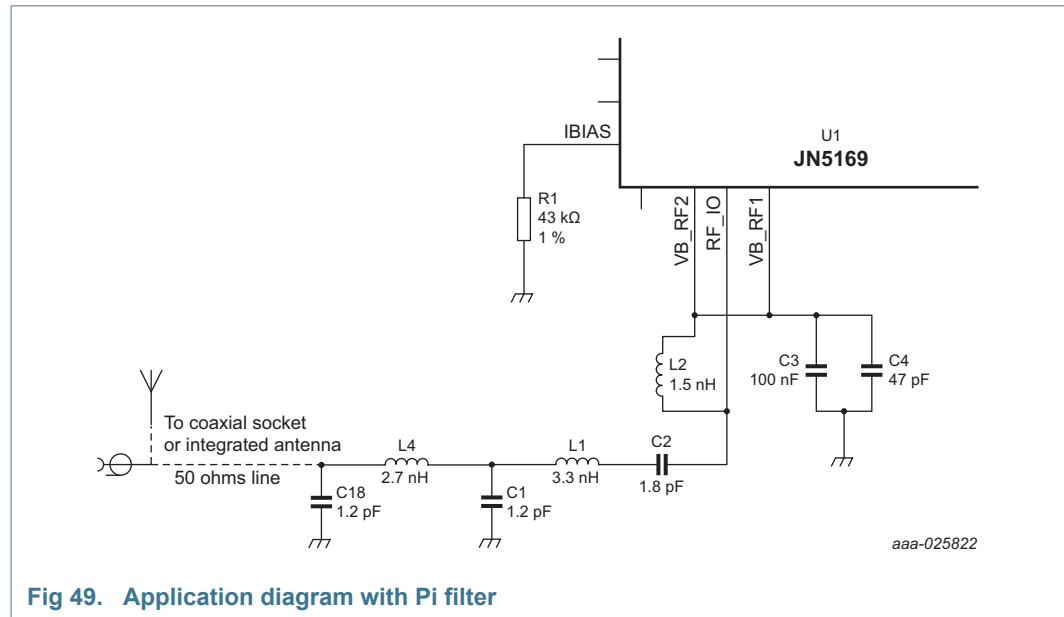 U1
JN5169
IBIAS
R1
43 kΩ
1 %
VB_RF2
RF_IO
VB_RF1
L2
1.5 nH
C3
100 nF
C4
47 pF
To coaxial socket
or integrated antenna
50 ohms line
L4
2.7 nH
L1
3.3 nH
C2
1.8 pF
C18
1.2 pF
C1
1.2 pF
aaa-025822
Fig 49. Application diagram with Pi filter